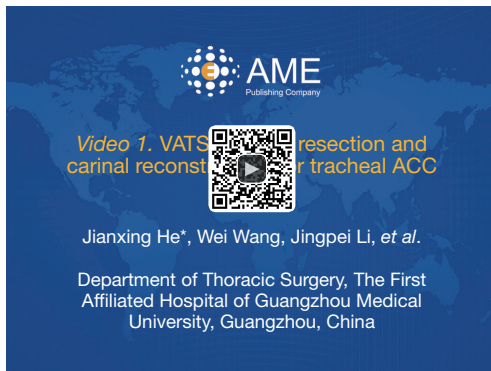 AME
Publishing Company
Video 1. VATS resection and
carinal reconst r tracheal ACC
Jianxing He*, Wei Wang, Jingpei Li, et al.
Department of Thoracic Surgery, The First
Affiliated Hospital of Guangzhou Medical
University, Guangzhou, China